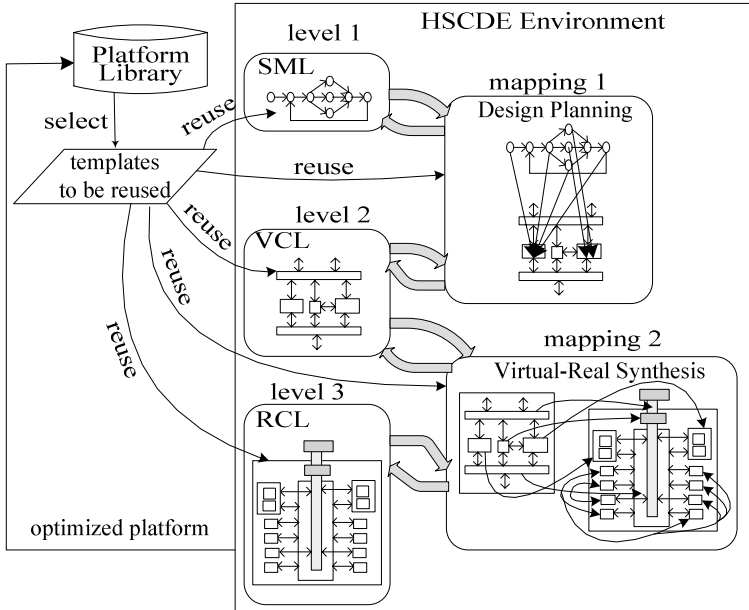 HSCDE Environment
Platform
Library
select
templates
to be reused
reuse
reuse
reuse
reuse
reuse
level 1
SML
mapping 1
Design Planning
level 2
VCL
mapping 2
Virtual-Real Synthesis
level 3
RCL
optimized platform